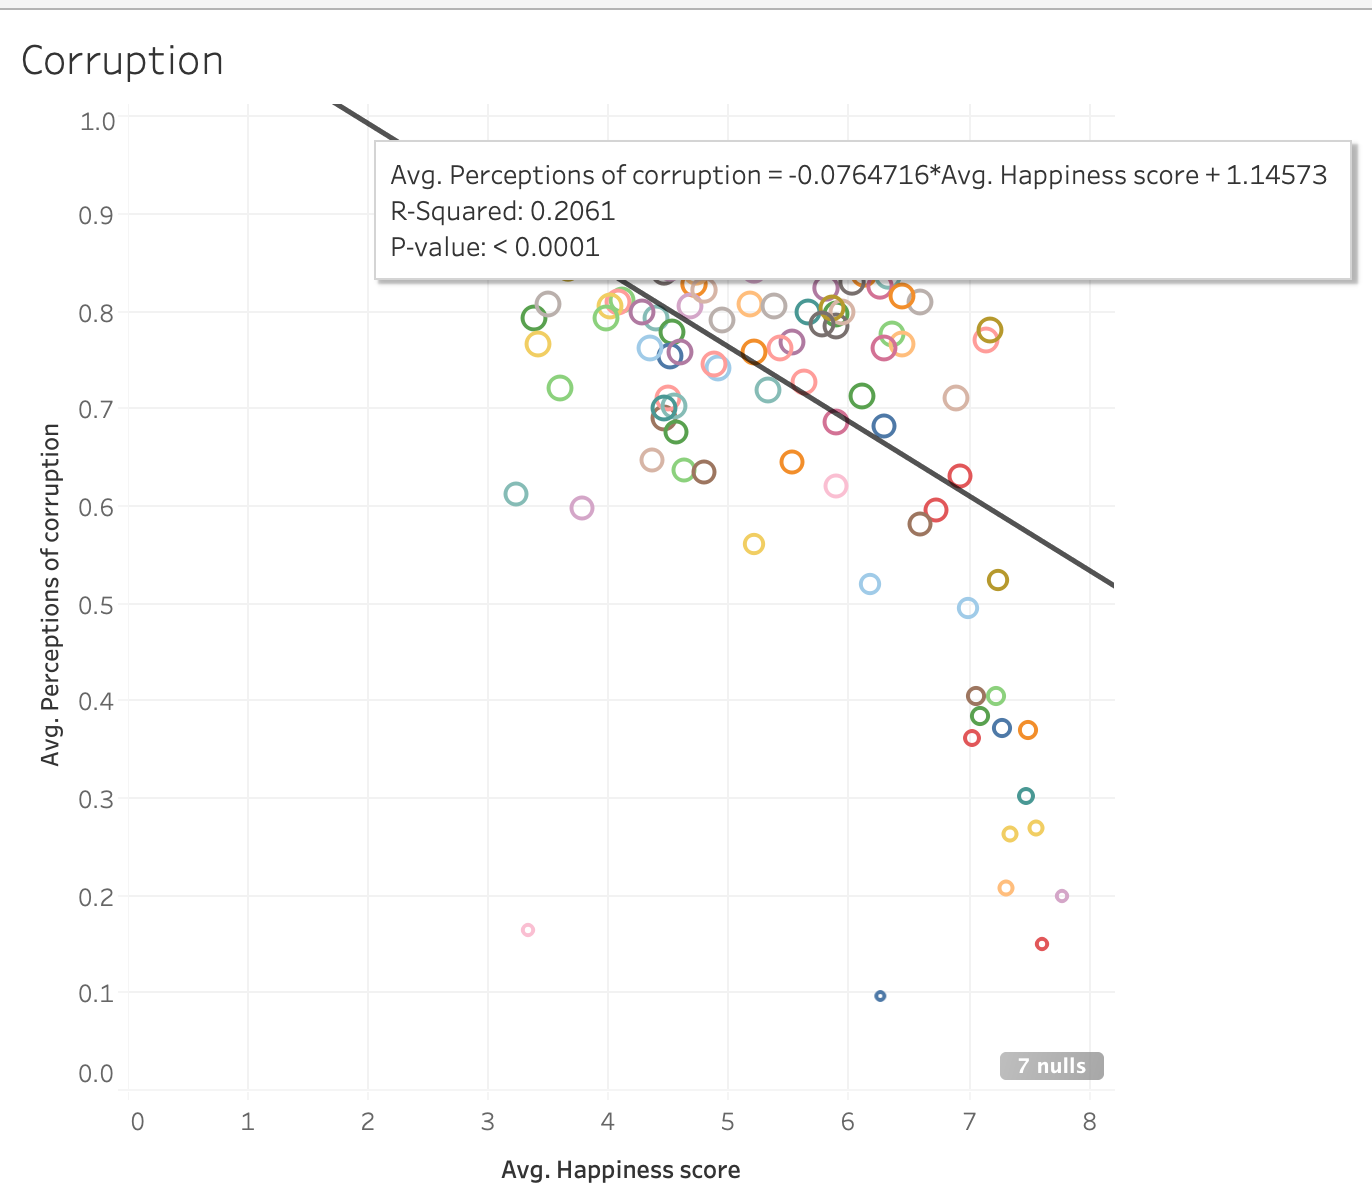 Corruption
Avg. Perceptions of corruption = -0.0764716*Avg. Happiness score + 1.14573
R-Squared: 0.2061
P-value: < 0.0001
Avg. Perceptions of corruption
1.0
0.9
0.8
0.7
0.6
0.5
0.4
0.3
0.2
0.1
0.0
7 nulls
0 1 2 3 4 5 6 7 8
Avg. Happiness score